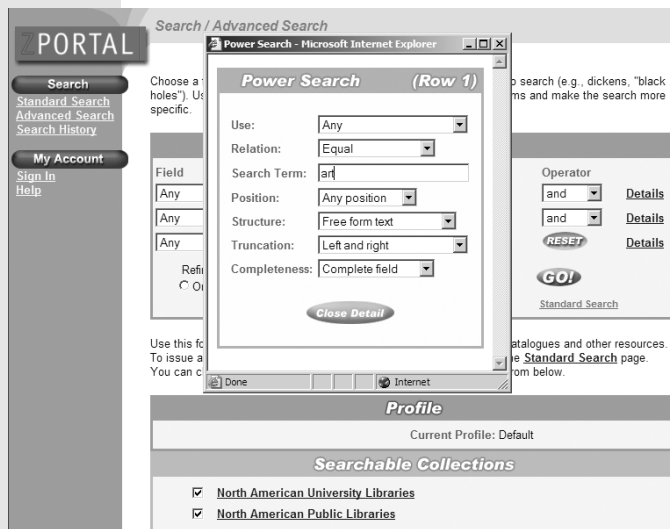 ZPORTAL
Search / Advanced Search
Search
Standard Search
Advanced Search
Search History
My Account
Sign In
Help
Choose a
search (e.g., dickens, "black
holes"). Us
ms and make the search more
specific.
Power Search - Microsoft Internet Explorer
Power Search (Row 1)
Use: Any
Relation: Equal
Search Term: art
Position: Any position
Structure: Free form text
Truncation: Left and right
Completeness: Complete field
Close Detail
Done Internet
Field
Any
Any
Any
Refi
Operator
and Details
and Details
RESET Details
GO!
Standard Search
Use this fo
atalogues and other resources.
To issue a
e Standard Search page.
You can c
rom below.
Profile
Current Profile: Default
Searchable Collections
North American University Libraries
North American Public Libraries